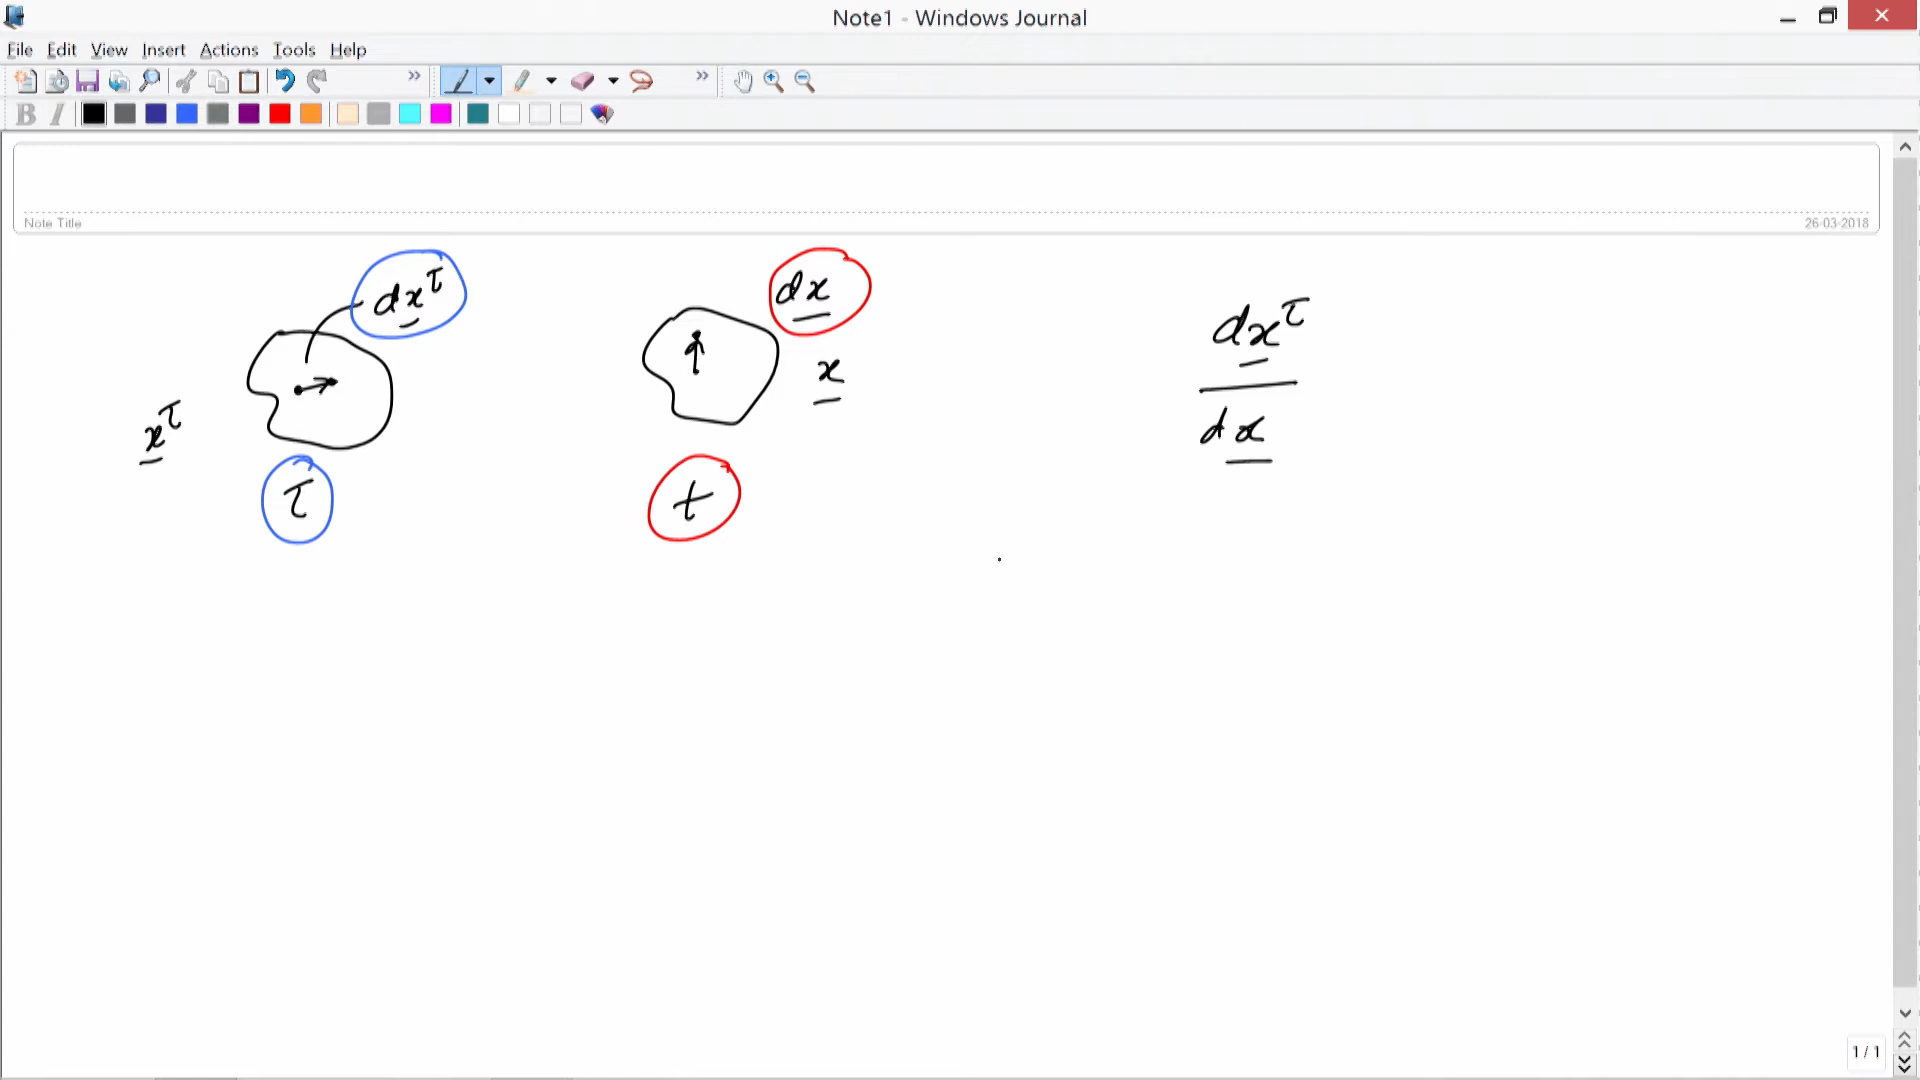 Note1 - Windows Journal
File Edit View Insert Actions Tools Help
B I
Note Title
26-03-2018
dx^τ
dx
x
x^τ
τ
t
dx^τ
dx
1 / 1